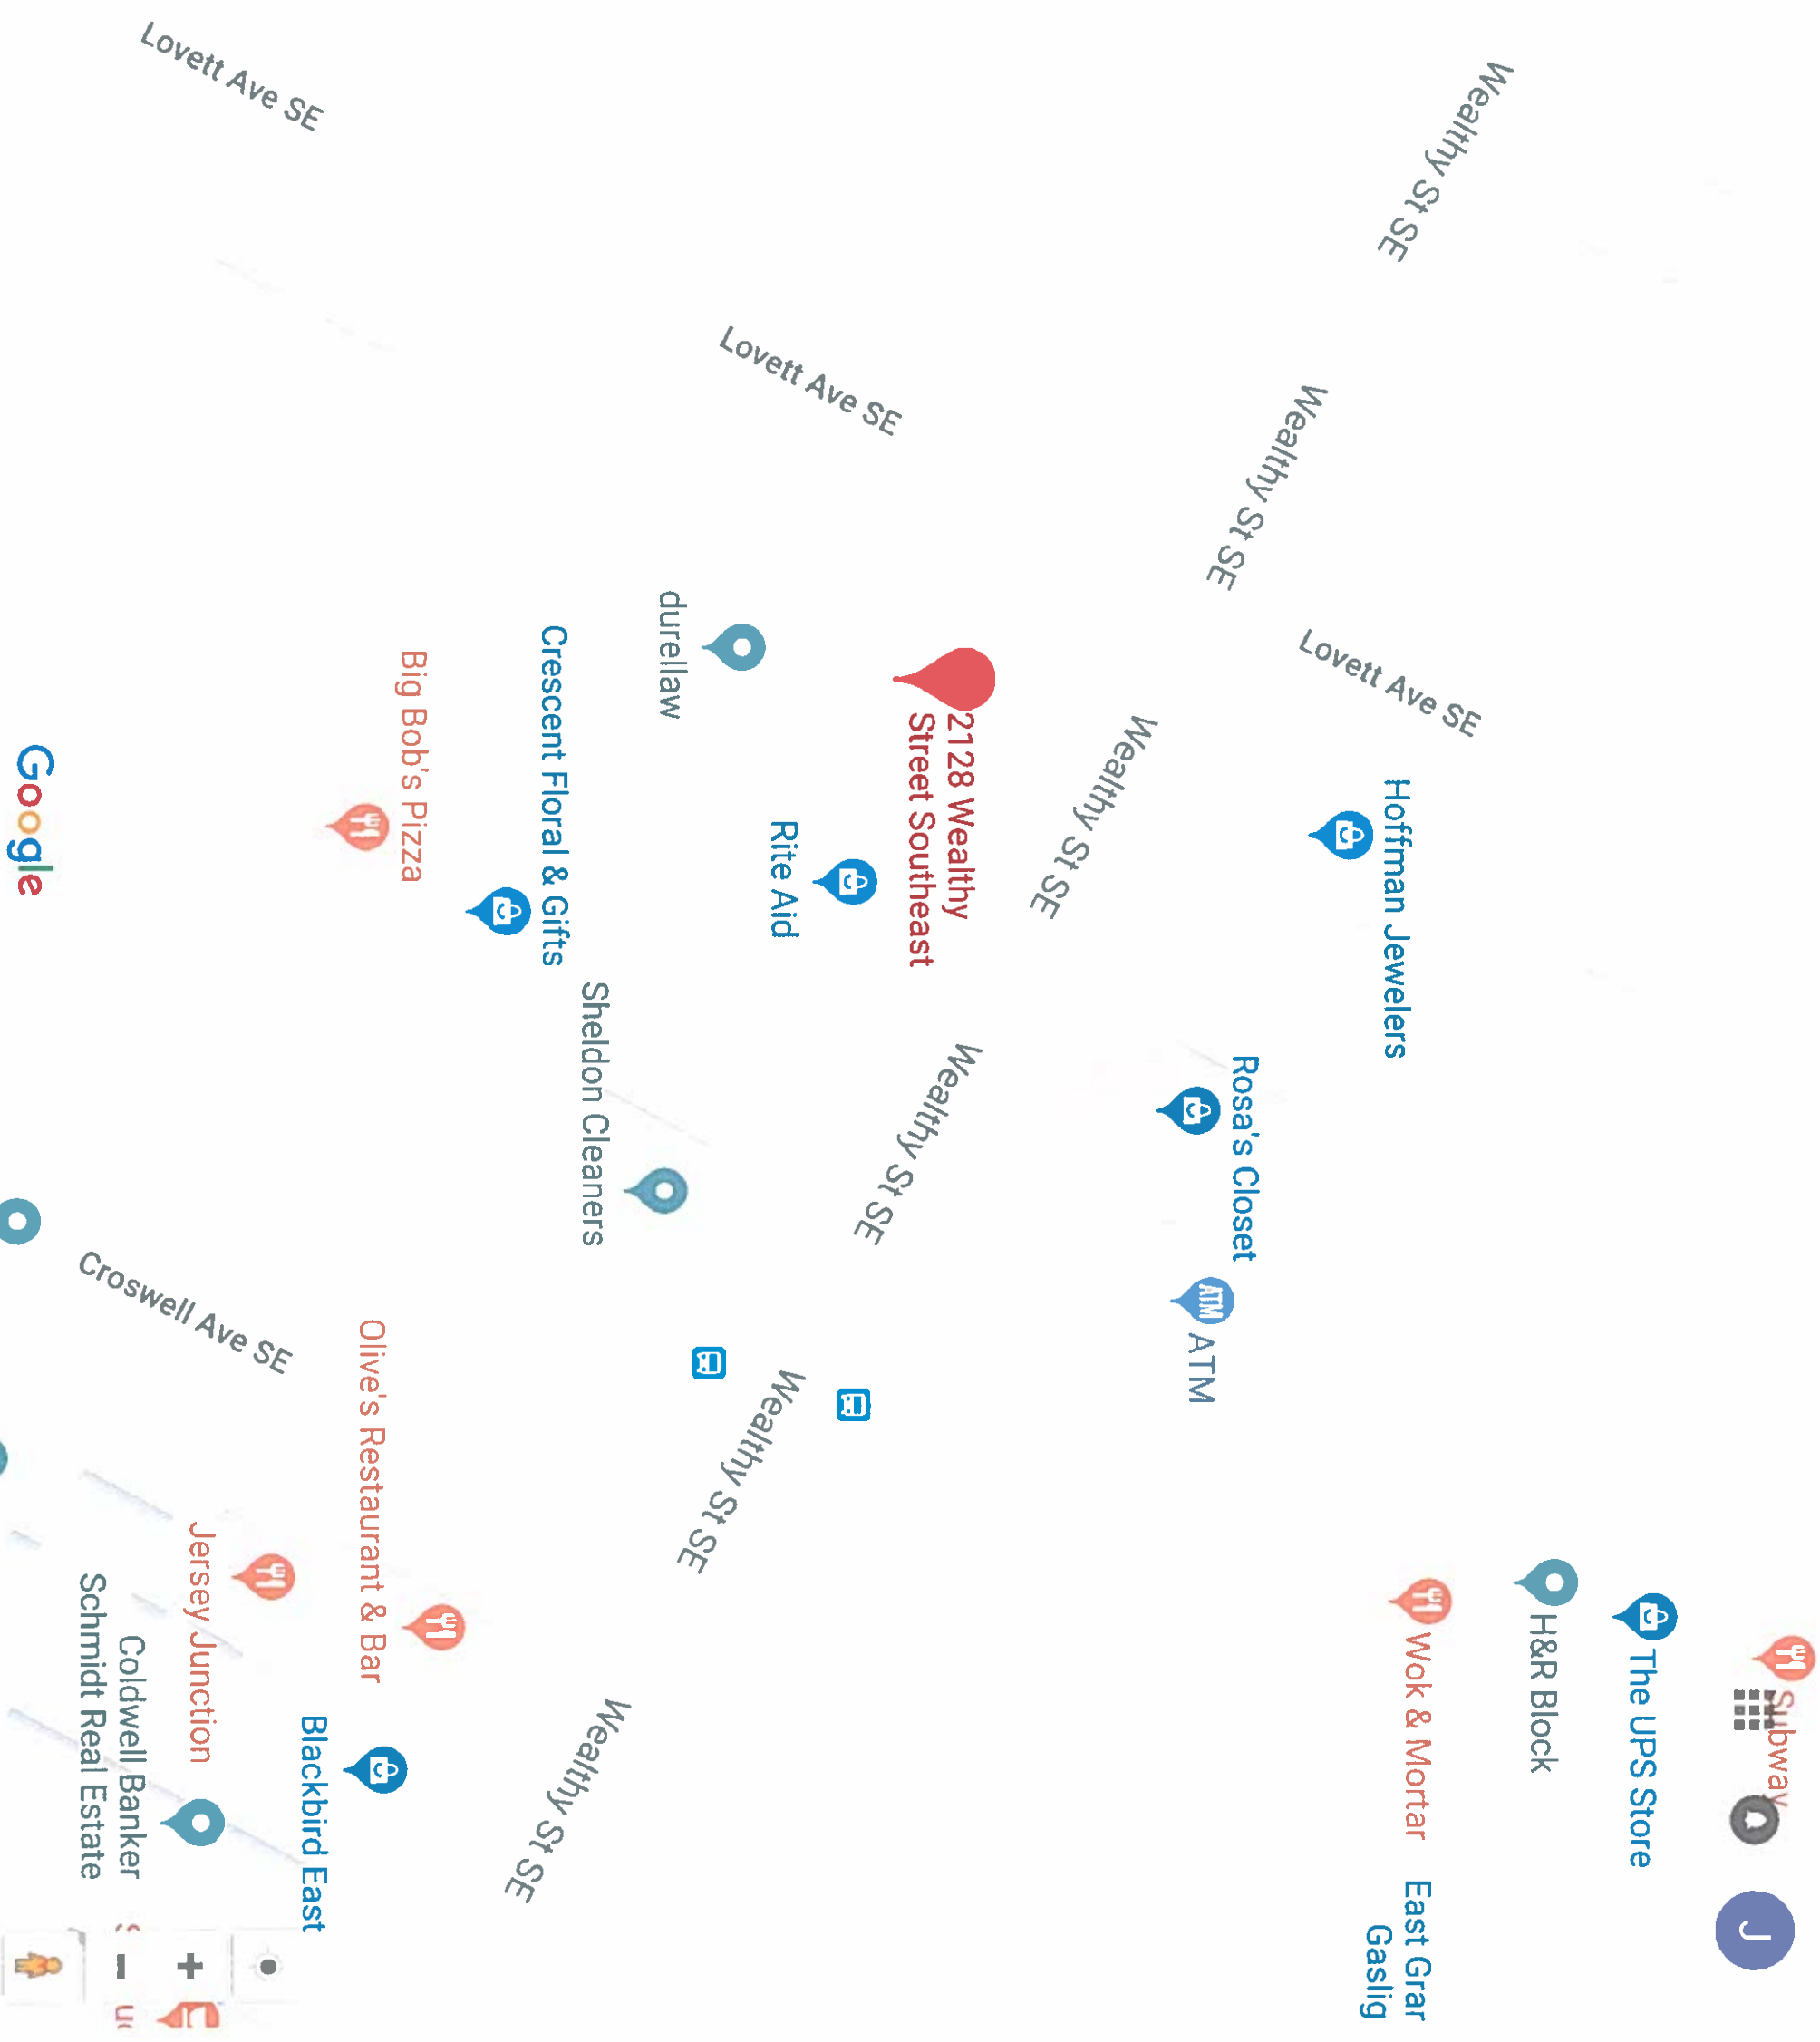 Subway
J
The UPS Store
H&R Block
Wok & Mortar
East Grar
Gaslig
Wealthy St SE
Lovett Ave SE
Hoffman Jewelers
Wealthy St SE
Rosa's Closet
ATM
ATM
Wealthy St SE
2128 Wealthy
Street Southeast
Wealthy St SE
Lovett Ave SE
Rite Aid
Wealthy St SE
durellaw
Sheldon Cleaners
Wealthy St SE
Crescent Floral & Gifts
Big Bob's Pizza
Olive's Restaurant & Bar
Blackbird East
Lovett Ave SE
Croswell Ave SE
Jersey Junction
Coldwell Banker
Schmidt Real Estate
Google
+
-